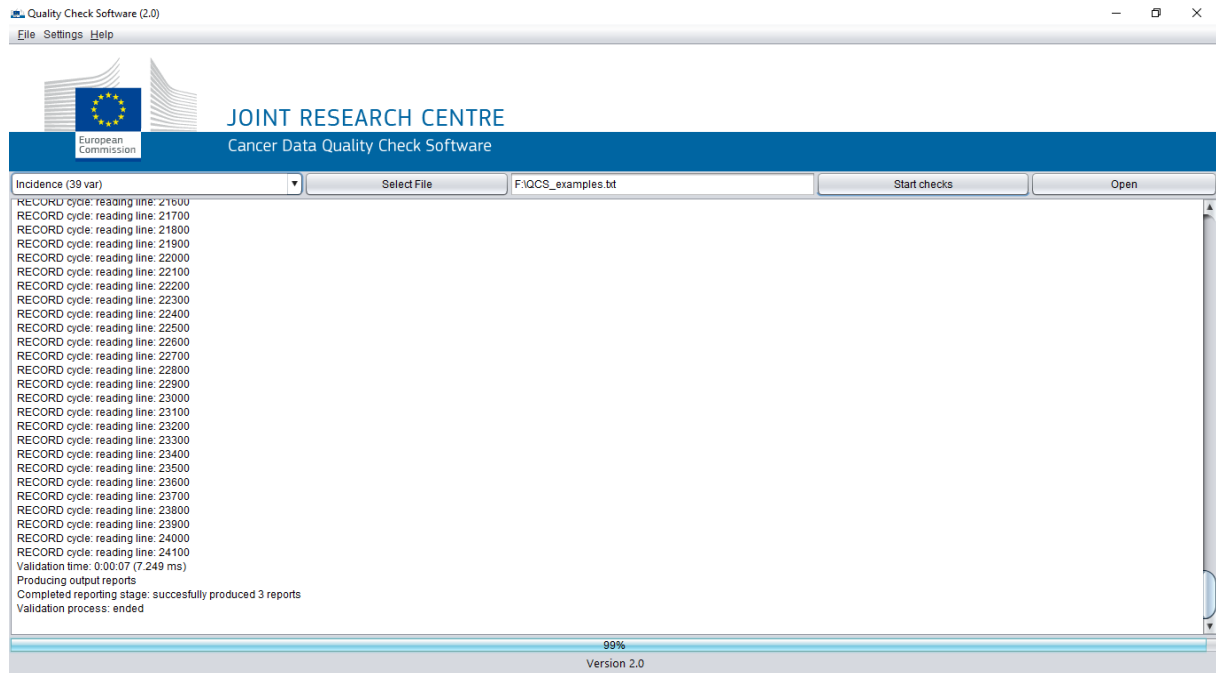 Quality Check Software (2.0)
File Settings Help
JOINT RESEARCH CENTRE
European
Commission
Cancer Data Quality Check Software
Incidence (39 var) Select File F:\QCS_examples.txt Start checks Open
RECORD cycle: reading line: 21600
RECORD cycle: reading line: 21700
RECORD cycle: reading line: 21800
RECORD cycle: reading line: 21900
RECORD cycle: reading line: 22000
RECORD cycle: reading line: 22100
RECORD cycle: reading line: 22200
RECORD cycle: reading line: 22300
RECORD cycle: reading line: 22400
RECORD cycle: reading line: 22500
RECORD cycle: reading line: 22600
RECORD cycle: reading line: 22700
RECORD cycle: reading line: 22800
RECORD cycle: reading line: 22900
RECORD cycle: reading line: 23000
RECORD cycle: reading line: 23100
RECORD cycle: reading line: 23200
RECORD cycle: reading line: 23300
RECORD cycle: reading line: 23400
RECORD cycle: reading line: 23500
RECORD cycle: reading line: 23600
RECORD cycle: reading line: 23700
RECORD cycle: reading line: 23800
RECORD cycle: reading line: 23900
RECORD cycle: reading line: 24000
RECORD cycle: reading line: 24100
Validation time: 0:00:07 (7.249 ms)
Producing output reports
Completed reporting stage: succesfully produced 3 reports
Validation process: ended
99%
Version 2.0